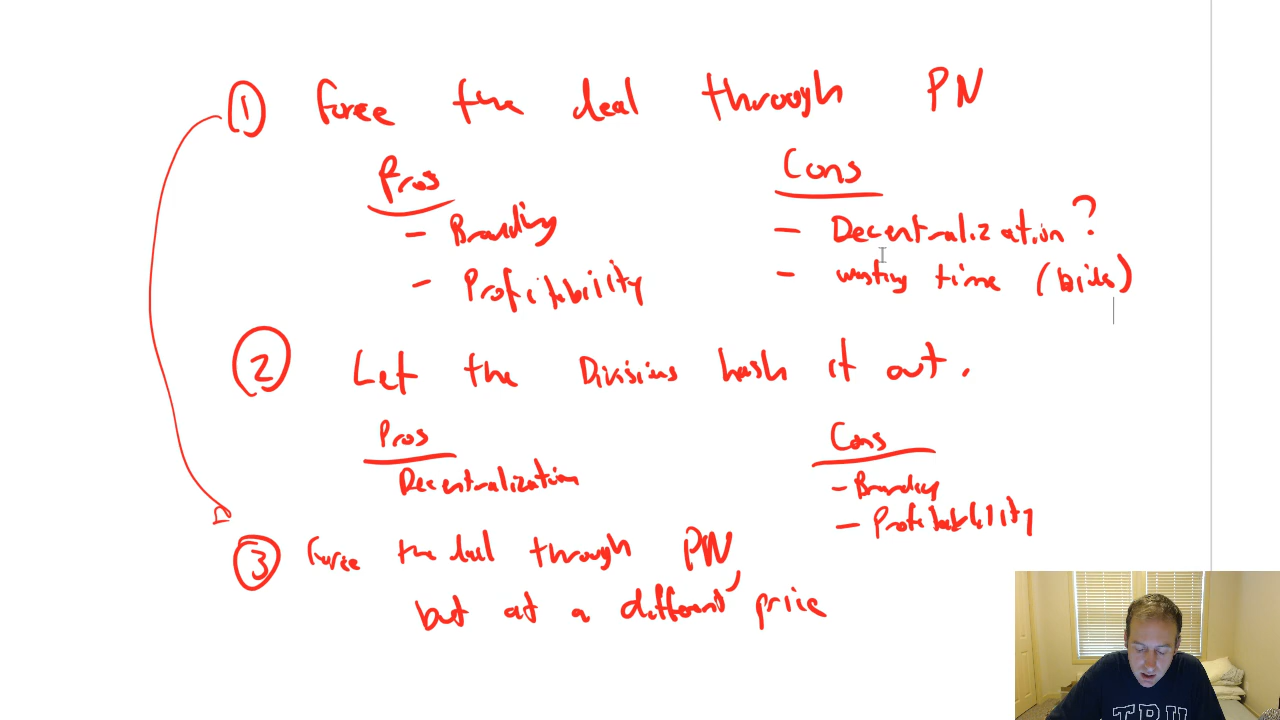 ① Force the deal through PN
Pros
- Branding
- Profitability
Cons
- Decentralization?
- wasting time (bids)
② Let the Divisions hash it out.
Pros
Decentralization
Cons
- Branding
- Profitability
③ Force the deal through PN,
but at a different price
TRU